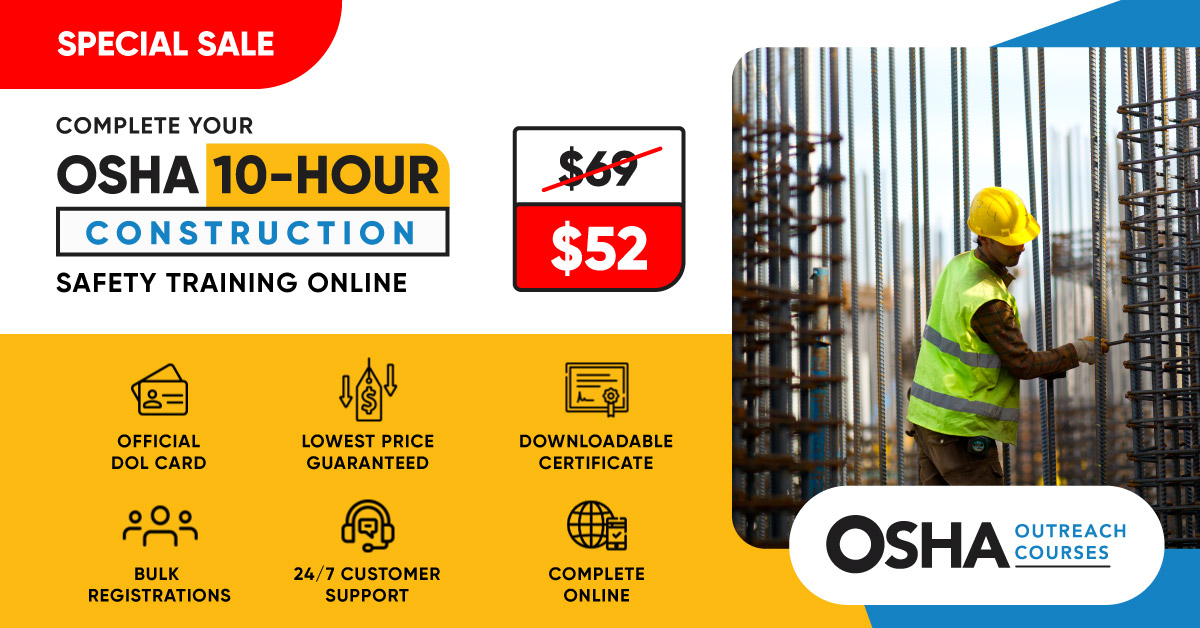 SPECIAL SALE
COMPLETE YOUR
OSHA 10-HOUR
CONSTRUCTION
SAFETY TRAINING ONLINE
$69
$52
OFFICIAL
DOL CARD
LOWEST PRICE
GUARANTEED
DOWNLOADABLE
CERTIFICATE
BULK
REGISTRATIONS
24/7 CUSTOMER
SUPPORT
COMPLETE
ONLINE
OSHA OUTREACH
COURSES